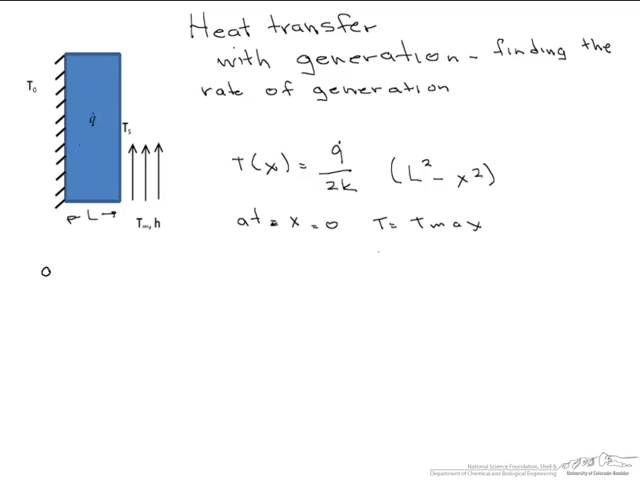 Heat transfer
with generation - finding the
rate of generation
T₀
q̇
Tₛ
T(x) = q̇/2k (L² - x²)
L
T∞, h
at = x = 0 T = Tmax
0
National Science Foundation, Shell &
Department of Chemical and Biological Engineering
University of Colorado Boulder